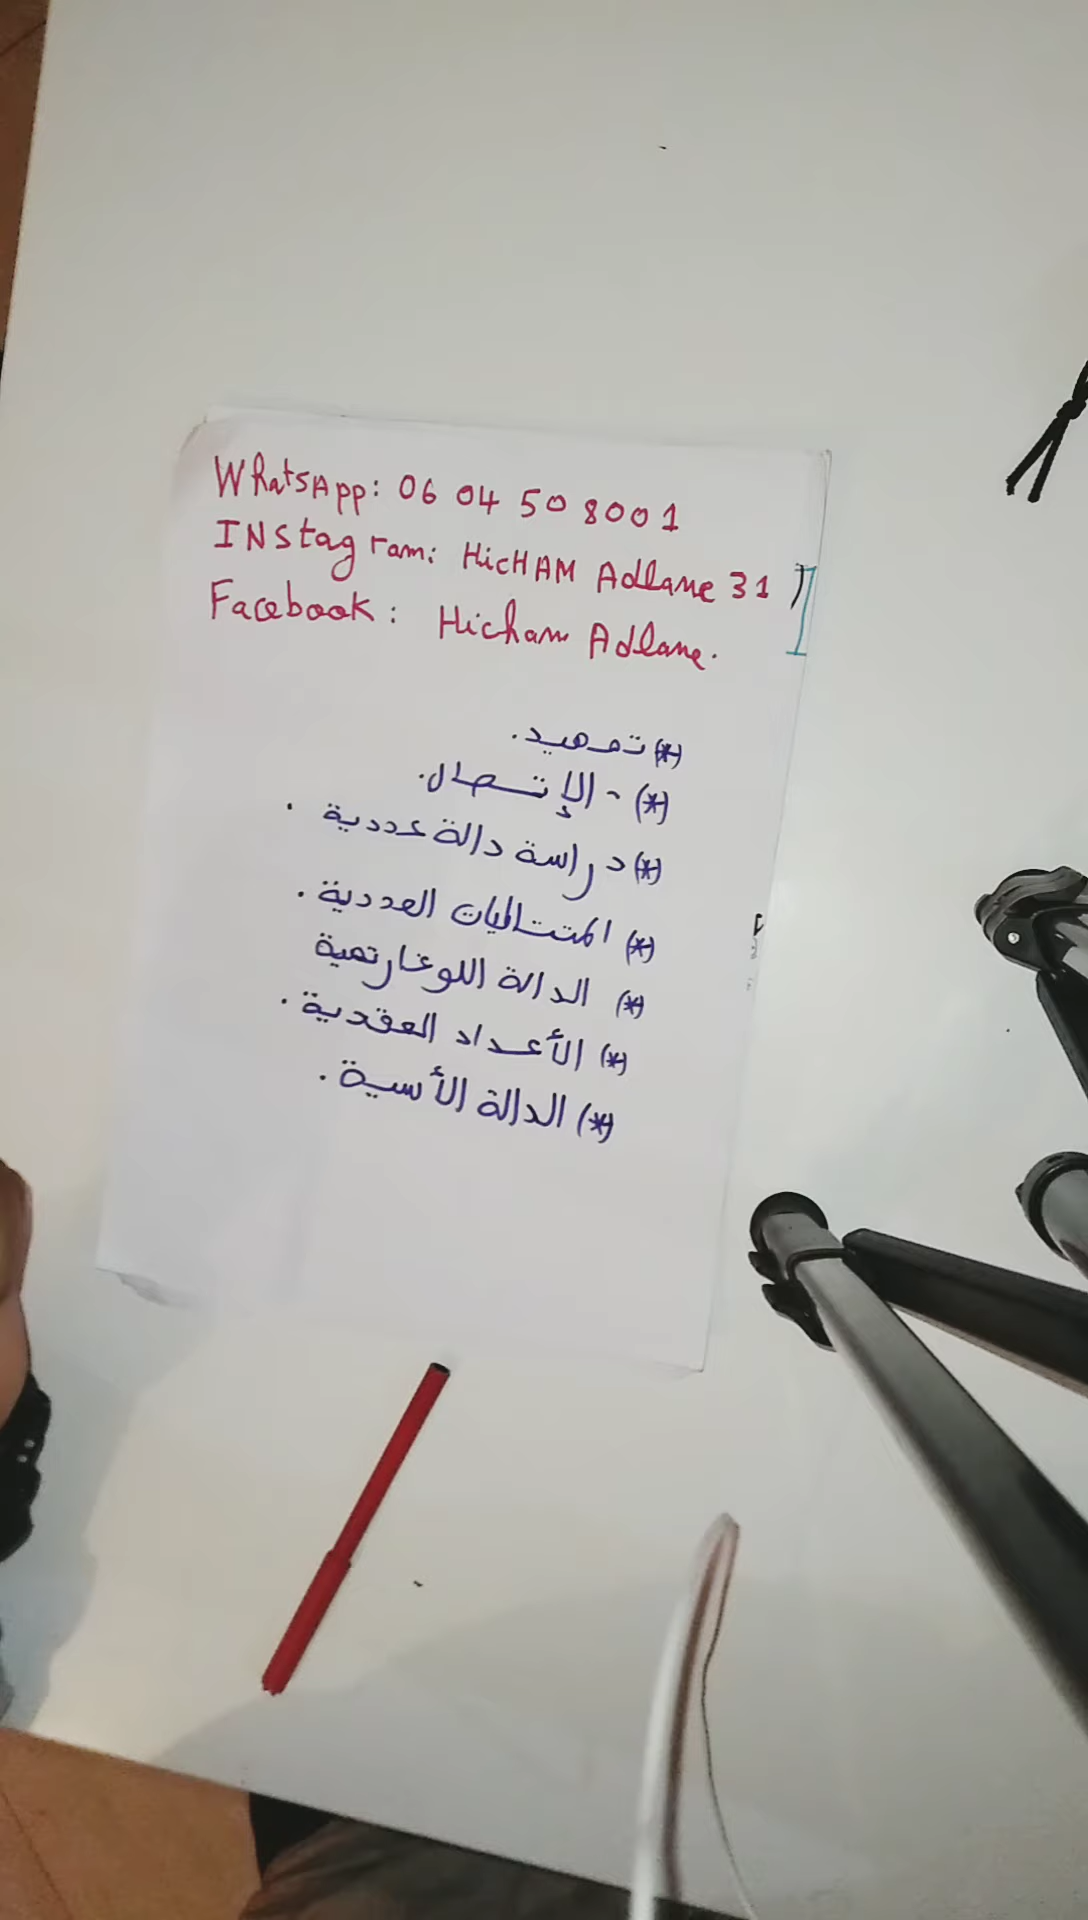 WhatsApp: 06 04 50 8001
INstagram: HicHAM Adlane 31
Facebook: Hicham Adlane.
(*) تمهيد.
(*) - الإتصال.
(*) دراسة دالة عددية.
(*) المتتاليات العددية.
(*) الدالة اللوغارتمية
(*) الأعداد العقدية.
(*) الدالة الأسية.